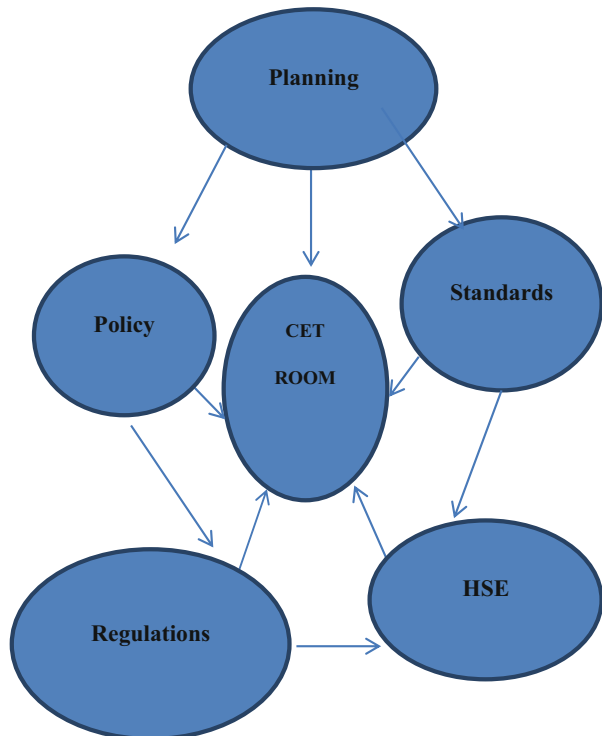 Planning
Standards
Policy
CET
ROOM
HSE
Regulations